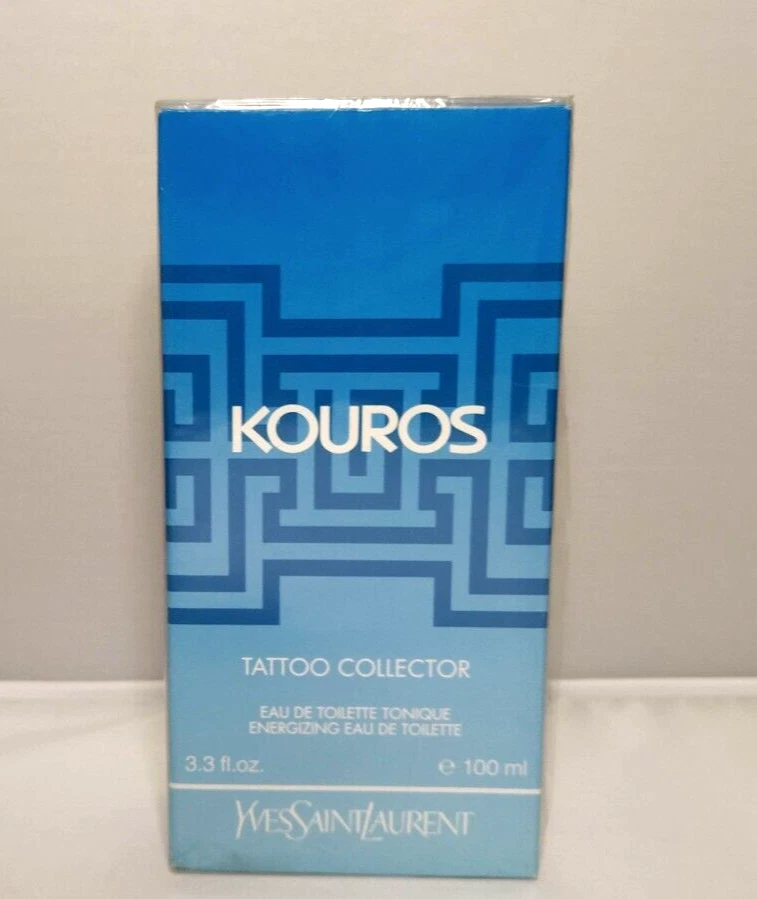 KOUROS
TATTOO COLLECTOR
EAU DE TOILETTE TONIQUE
ENERGIZING EAU DE TOILETTE
3.3 fl.oz. ℮ 100 ml
YVESSAINTLAURENT